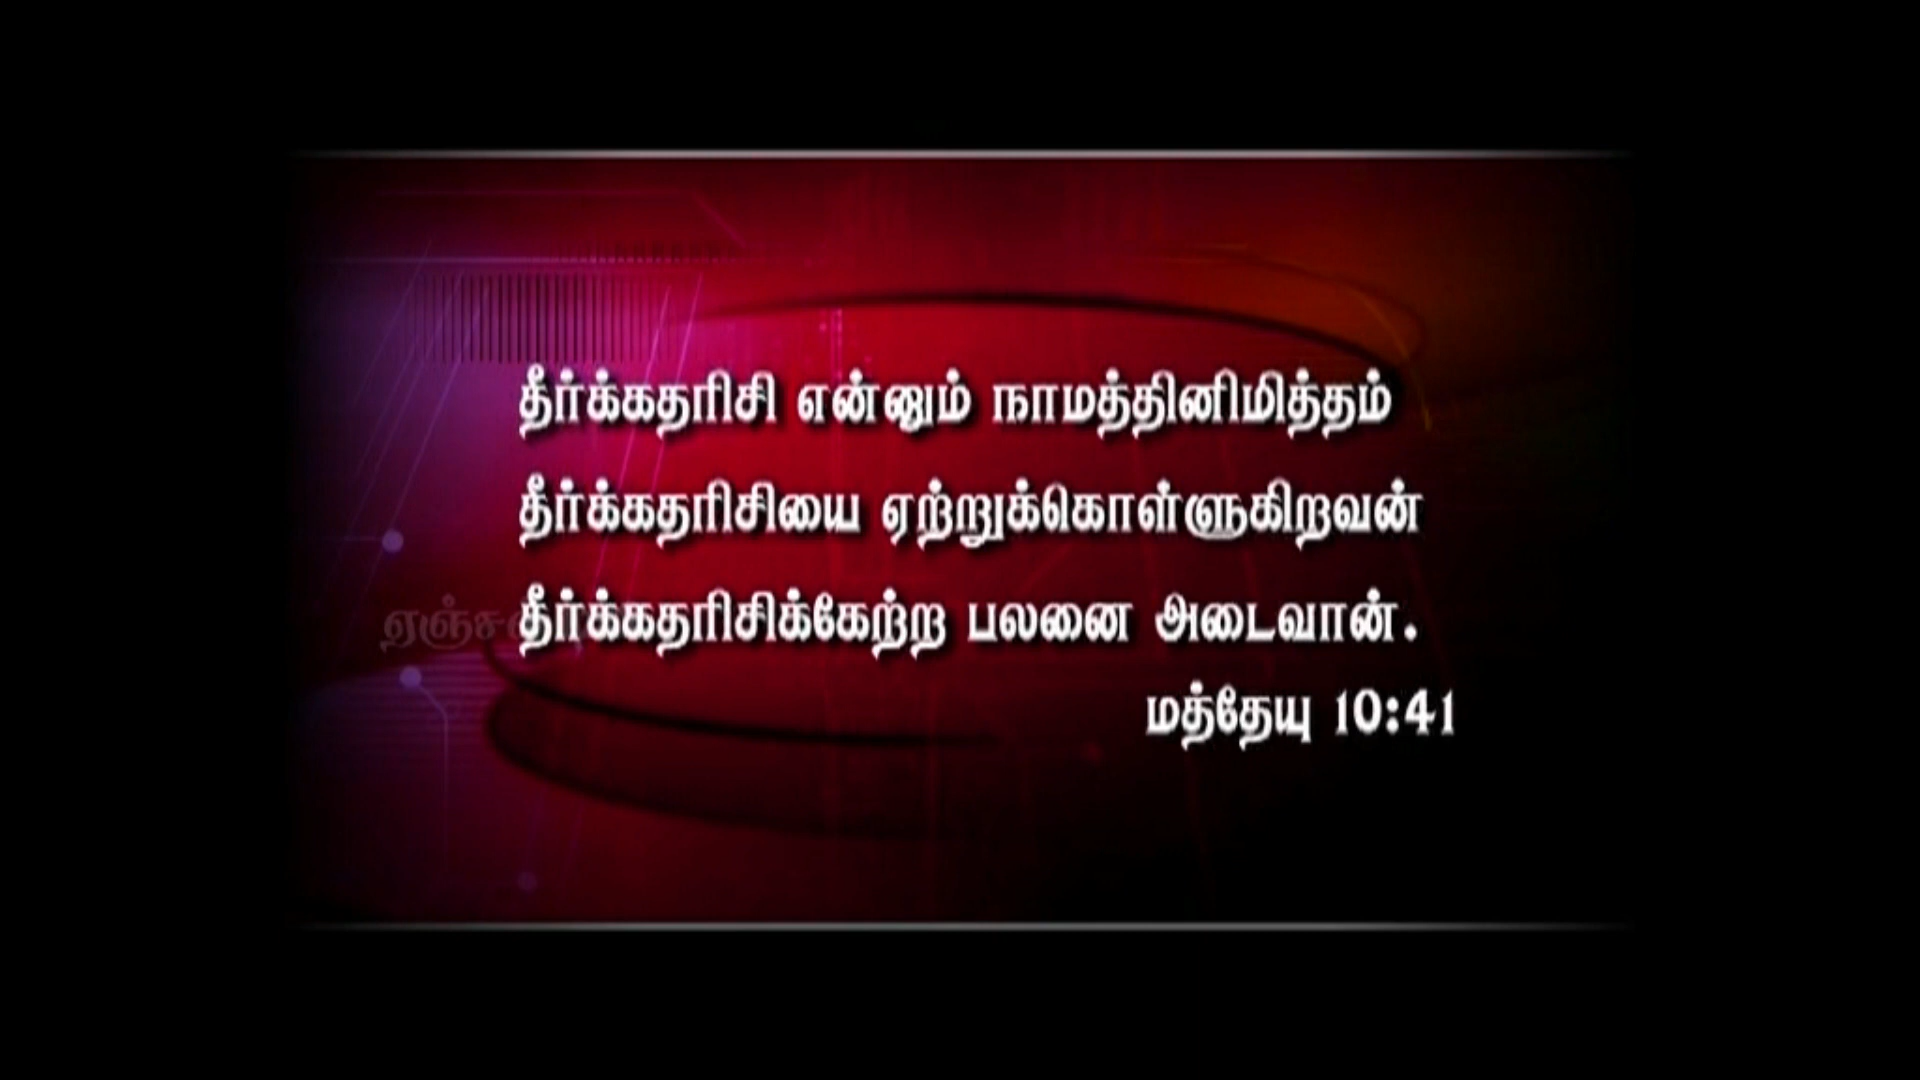 தீர்க்கதரிசி என்னும் நாமத்தினிமித்தம்
தீர்க்கதரிசியை ஏற்றுக்கொள்ளுகிறவன்
தீர்க்கதரிசிக்கேற்ற பலனை அடைவான்.
மத்தேயு 10:41